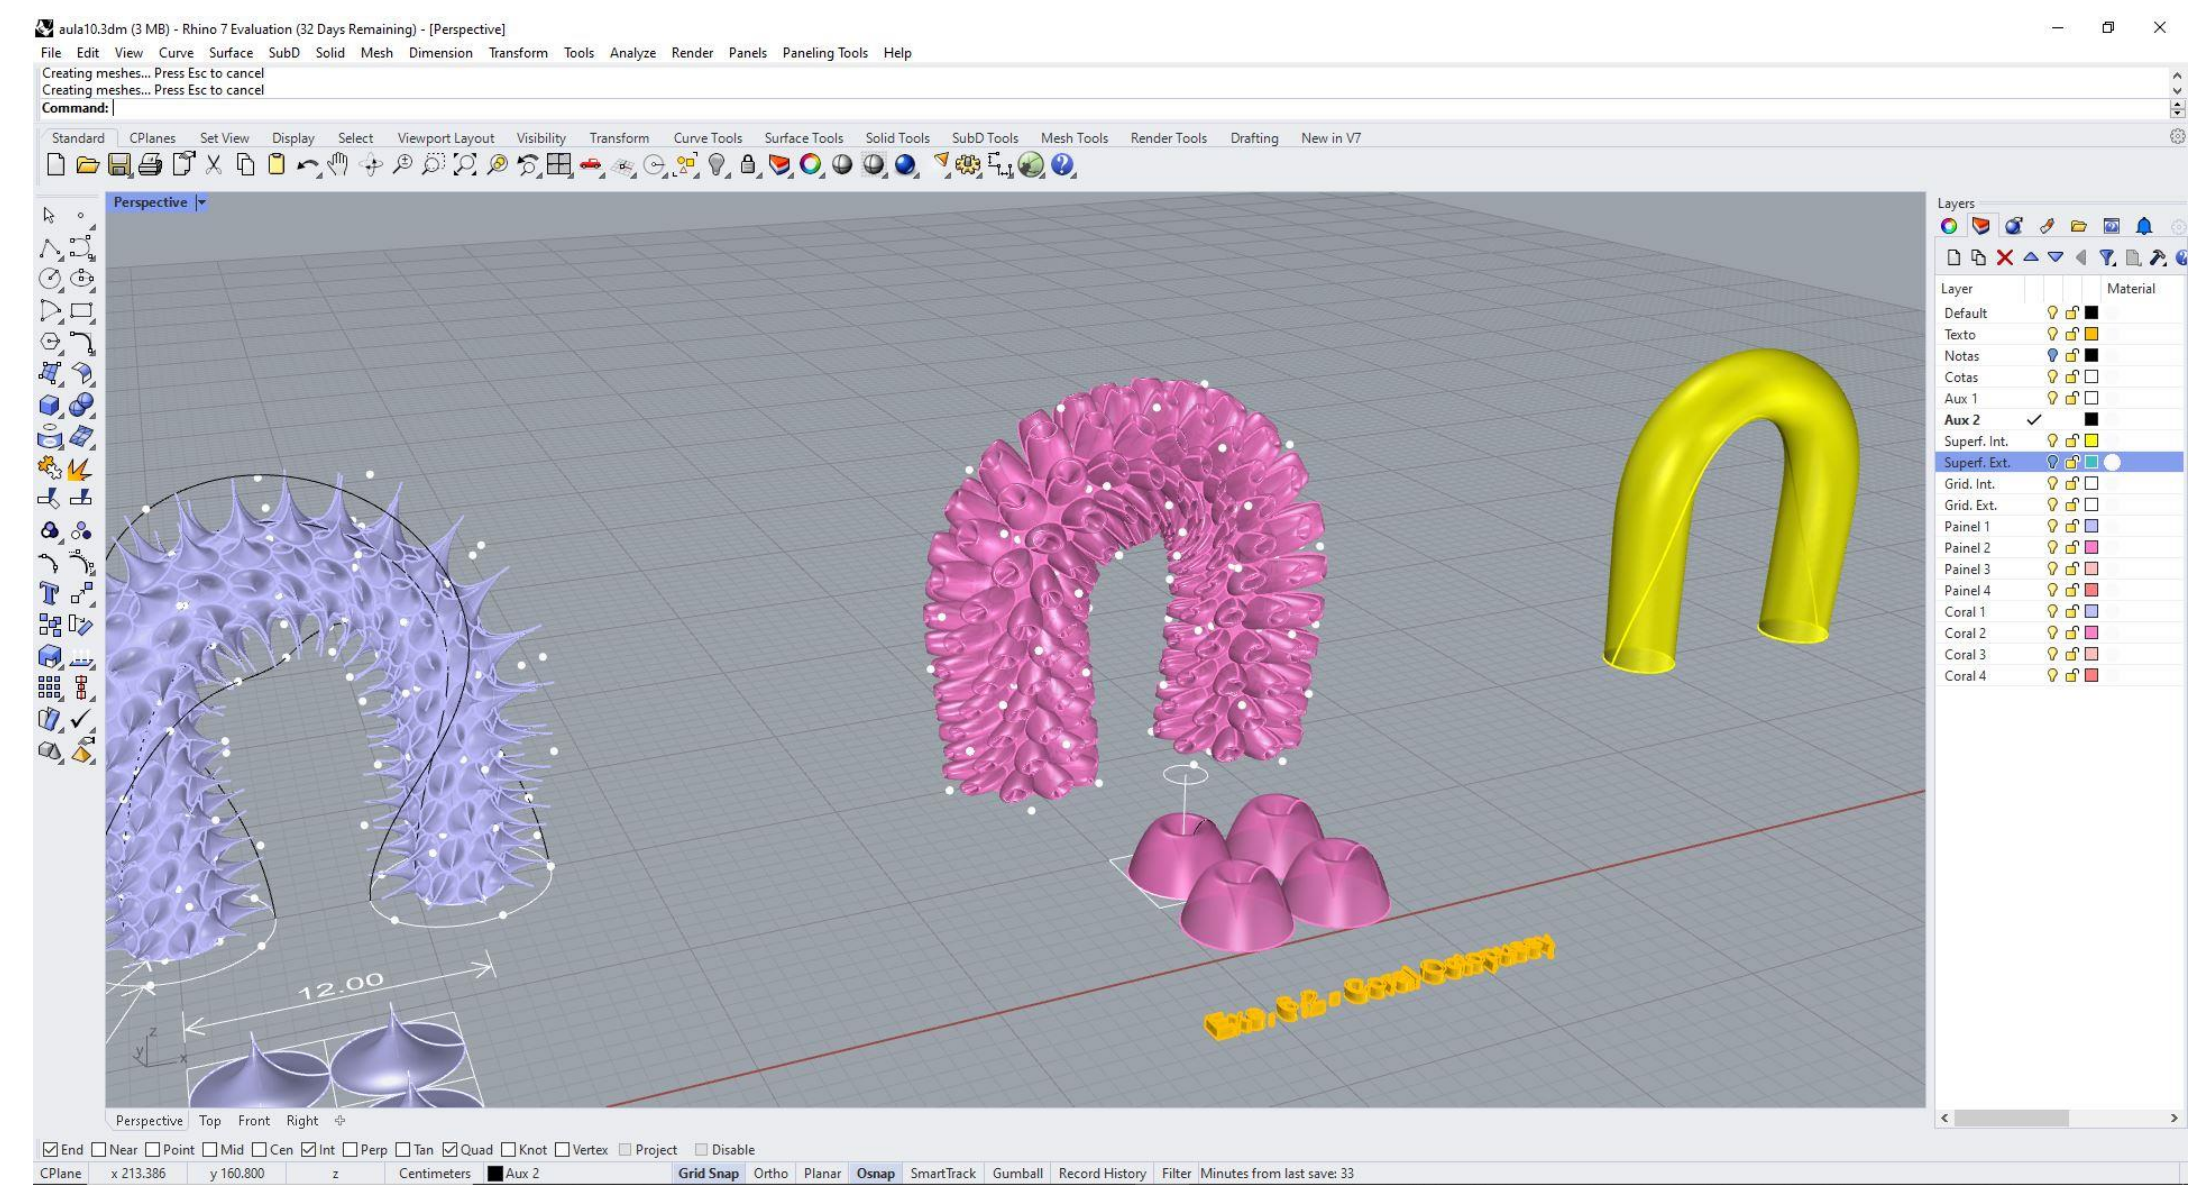 aula10.3dm (3 MB) - Rhino 7 Evaluation (32 Days Remaining) - [Perspective]
File Edit View Curve Surface SubD Solid Mesh Dimension Transform Tools Analyze Render Panels Paneling Tools Help
Creating meshes... Press Esc to cancel
Creating meshes... Press Esc to cancel
Command:
Standard CPlanes Set View Display Select Viewport Layout Visibility Transform Curve Tools Surface Tools Solid Tools SubD Tools Mesh Tools Render Tools Drafting New in V7
Perspective
Layers
Layer Material
Default
Texto
Notas
Cotas
Aux 1
Aux 2
Superf. Int.
Superf. Ext.
Grid. Int.
Grid. Ext.
Painel 1
Painel 2
Painel 3
Painel 4
Coral 1
Coral 2
Coral 3
Coral 4
12.00
z
y x
Perspective Top Front Right
End Near Point Mid Cen Int Perp Tan Quad Knot Vertex Project Disable
CPlane x 213.386 y 160.800 z Centimeters Aux 2 Grid Snap Ortho Planar Osnap SmartTrack Gumball Record History Filter Minutes from last save: 33